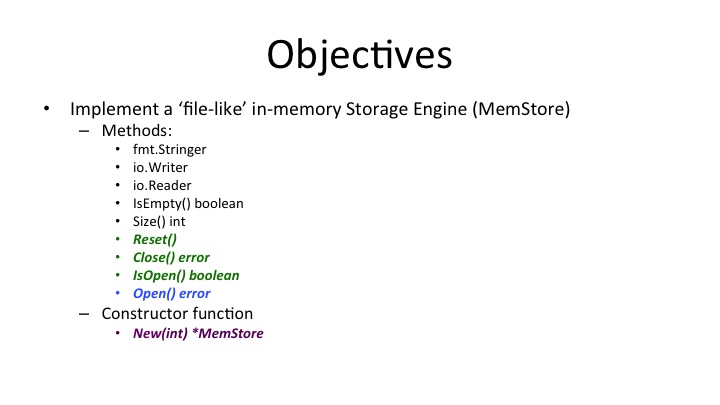 Objectives
• Implement a ‘file-like’ in-memory Storage Engine (MemStore)
– Methods:
• fmt.Stringer
• io.Writer
• io.Reader
• IsEmpty() boolean
• Size() int
• Reset()
• Close() error
• IsOpen() boolean
• Open() error
– Constructor function
• New(int) *MemStore